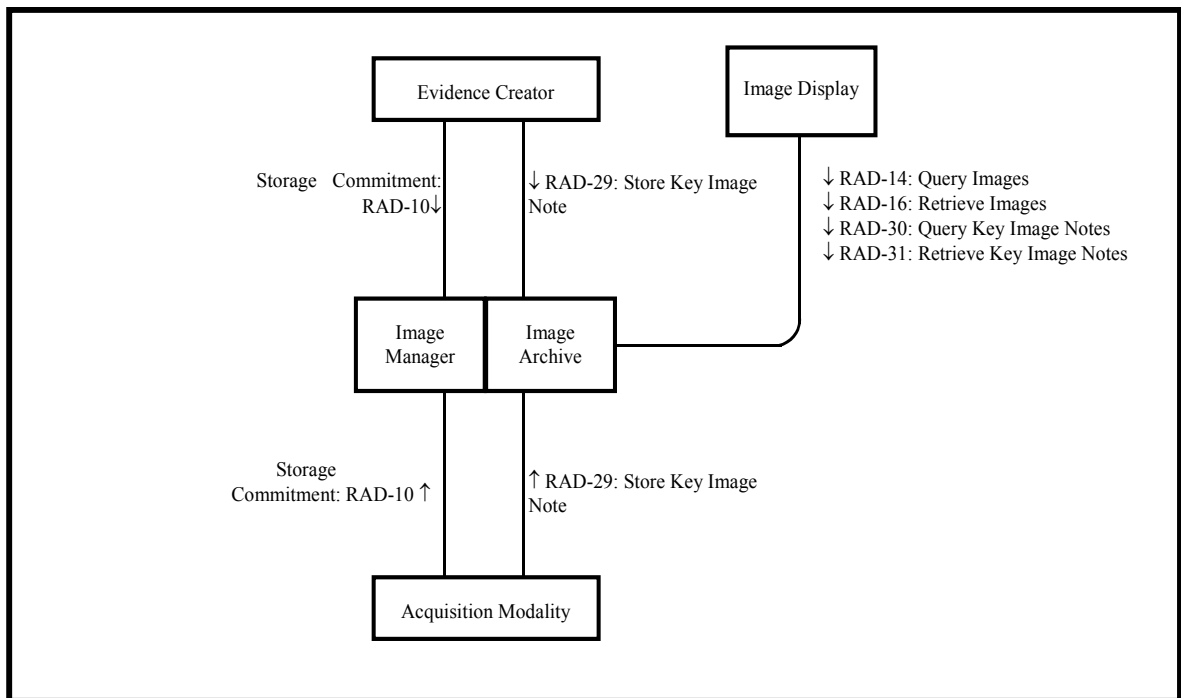 Evidence Creator
Image Display
Storage Commitment:
RAD-10↓
↓ RAD-29: Store Key Image
Note
↓ RAD-14: Query Images
↓ RAD-16: Retrieve Images
↓ RAD-30: Query Key Image Notes
↓ RAD-31: Retrieve Key Image Notes
Image
Manager
Image
Archive
Storage
Commitment: RAD-10 ↑
↑ RAD-29: Store Key Image
Note
Acquisition Modality